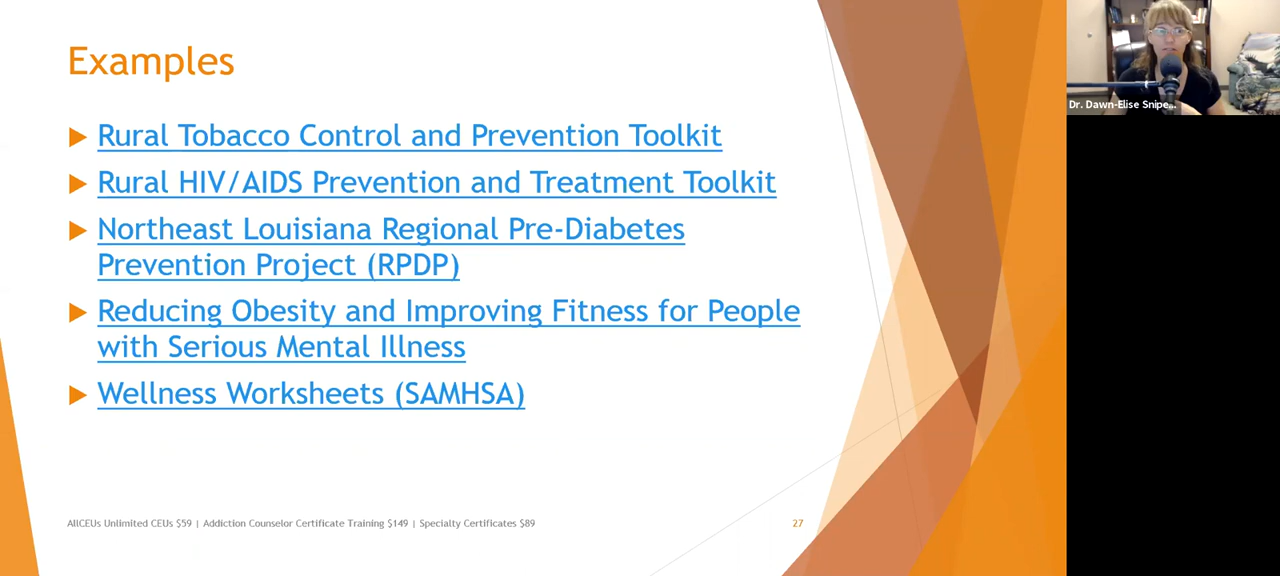 Examples
Rural Tobacco Control and Prevention Toolkit
Rural HIV/AIDS Prevention and Treatment Toolkit
Northeast Louisiana Regional Pre-Diabetes
Prevention Project (RPDP)
Reducing Obesity and Improving Fitness for People
with Serious Mental Illness
Wellness Worksheets (SAMHSA)
AllCEUs Unlimited CEUs $59 | Addiction Counselor Certificate Training $149 | Specialty Certificates $89
27
Dr. Dawn-Elise Snipe...